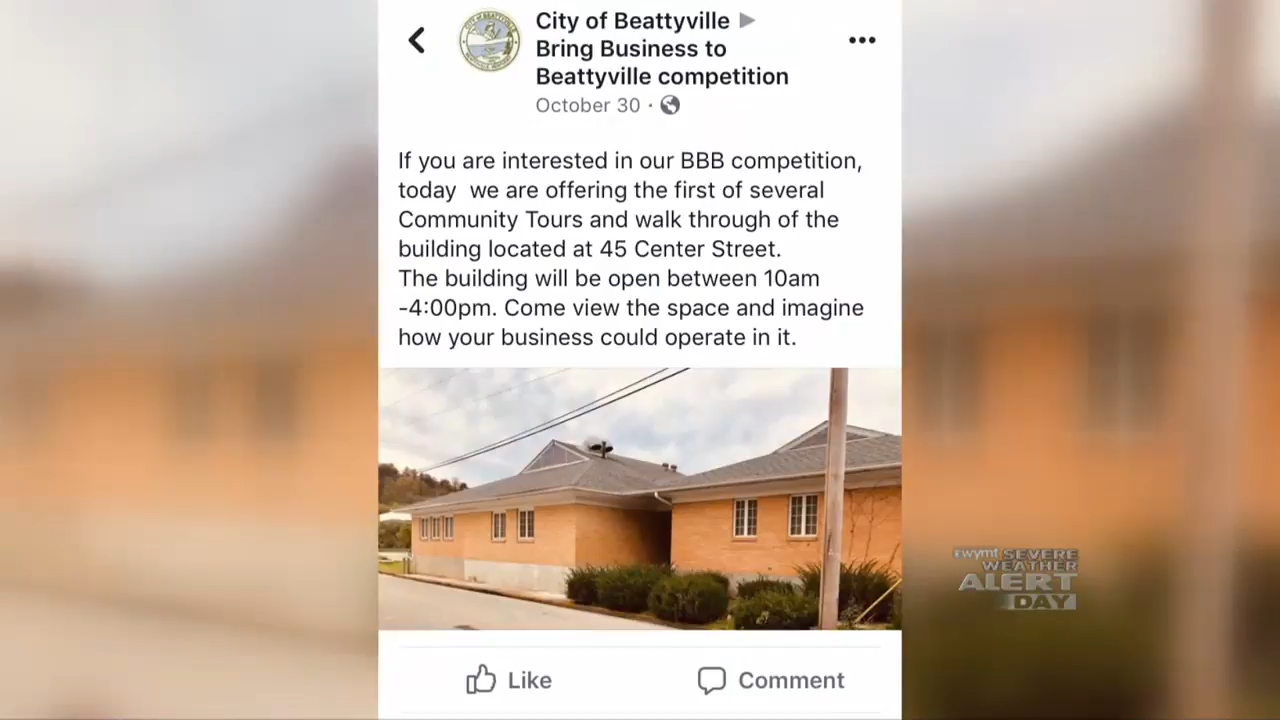 City of Beattyville
Bring Business to
Beattyville competition
October 30 ·
If you are interested in our BBB competition,
today  we are offering the first of several
Community Tours and walk through of the
building located at 45 Center Street.
The building will be open between 10am
-4:00pm. Come view the space and imagine
how your business could operate in it.
wymt SEVERE
WEATHER
ALERT
DAY
Like
Comment